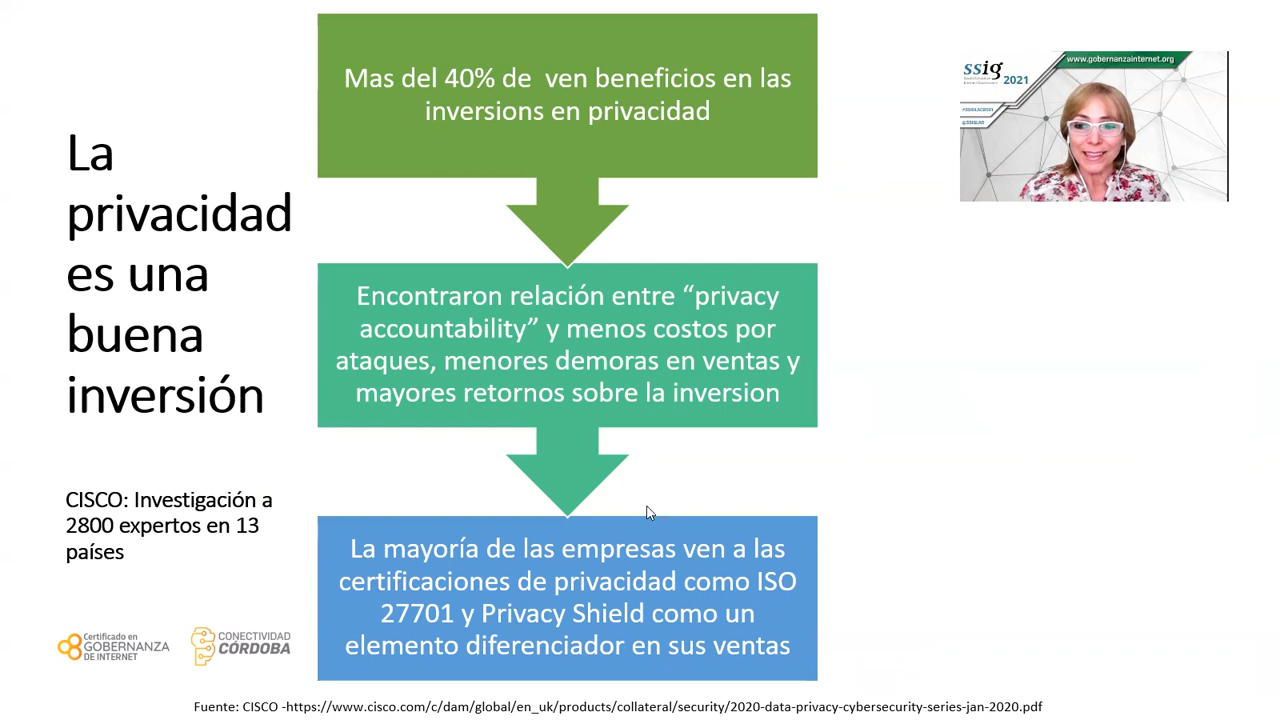 La
privacidad
es una
buena
inversión
CISCO: Investigación a
2800 expertos en 13
países
Mas del 40% de ven beneficios en las
inversions en privacidad
Encontraron relación entre “privacy
accountability” y menos costos por
ataques, menores demoras en ventas y
mayores retornos sobre la inversion
La mayoría de las empresas ven a las
certificaciones de privacidad como ISO
27701 y Privacy Shield como un
elemento diferenciador en sus ventas
ssig
2021
www.gobernanzainternet.org
Certificado en
GOBERNANZA
DE INTERNET
CONECTIVIDAD
CÓRDOBA
Fuente: CISCO -https://www.cisco.com/c/dam/global/en_uk/products/collateral/security/2020-data-privacy-cybersecurity-series-jan-2020.pdf